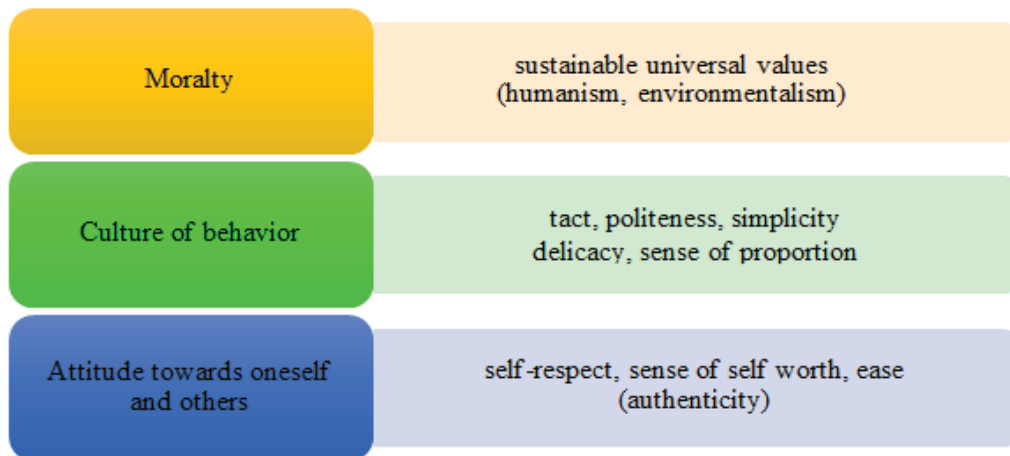 Moralty
sustainable universal values
(humanism, environmentalism)
Culture of behavior
tact, politeness, simplicity
delicacy, sense of proportion
Attitude towards oneself
and others
self-respect, sense of self worth, ease
(authenticity)